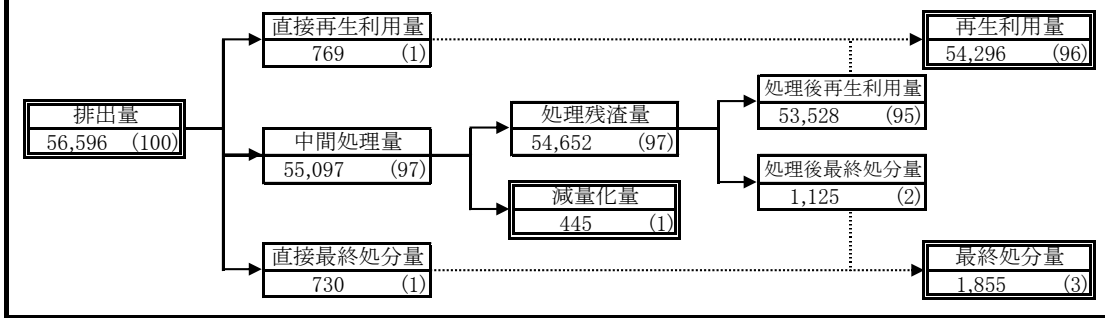 直接再生利用量
769 (1)
再生利用量
54,296 (96)
排出量
56,596 (100)
中間処理量
55,097 (97)
処理残渣量
54,652 (97)
処理後再生利用量
53,528 (95)
処理後最終処分量
1,125 (2)
減量化量
445 (1)
直接最終処分量
730 (1)
最終処分量
1,855 (3)